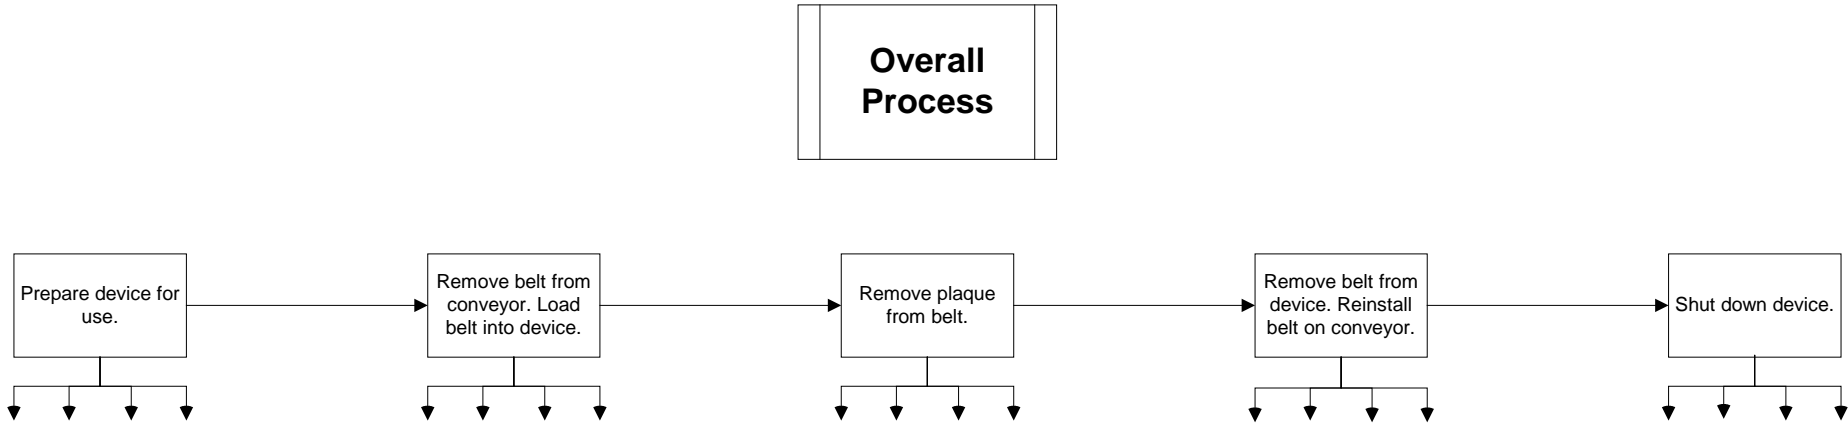 Overall
Process
Prepare device for
use.
Remove belt from
conveyor. Load
belt into device.
Remove plaque
from belt.
Remove belt from
device. Reinstall
belt on conveyor.
Shut down device.